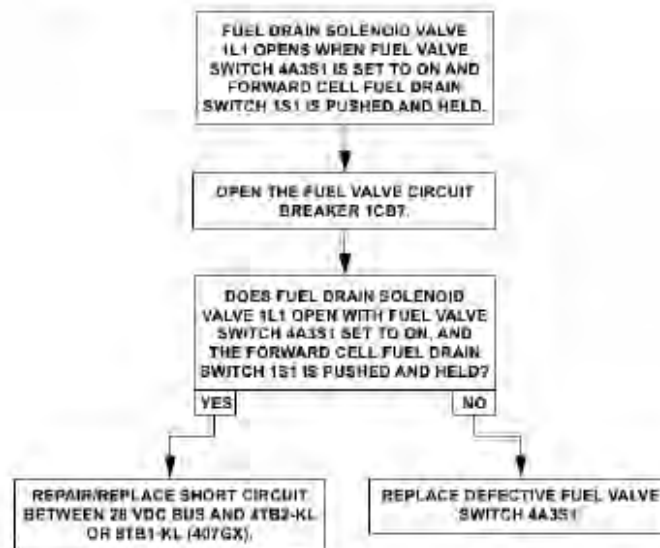 FUEL DRAIN SOLENOID VALVE
1L1 OPENS WHEN FUEL VALVE
SWITCH 4A3S1 IS SET TO ON AND
FORWARD CELL FUEL DRAIN
SWITCH 1S1 IS PUSHED AND HELD.
OPEN THE FUEL VALVE CIRCUIT
BREAKER 1CB7.
DOES FUEL DRAIN SOLENOID
VALVE 1L1 OPEN WITH FUEL VALVE
SWITCH 4A3S1 SET TO ON, AND
THE FORWARD CELL FUEL DRAIN
SWITCH 1S1 IS PUSHED AND HELD?
YES
NO
REPAIR/REPLACE SHORT CIRCUIT
BETWEEN 28 VDC BUS AND 4TB2-KL
OR 8TB1-KL (407GX).
REPLACE DEFECTIVE FUEL VALVE
SWITCH 4A3S1